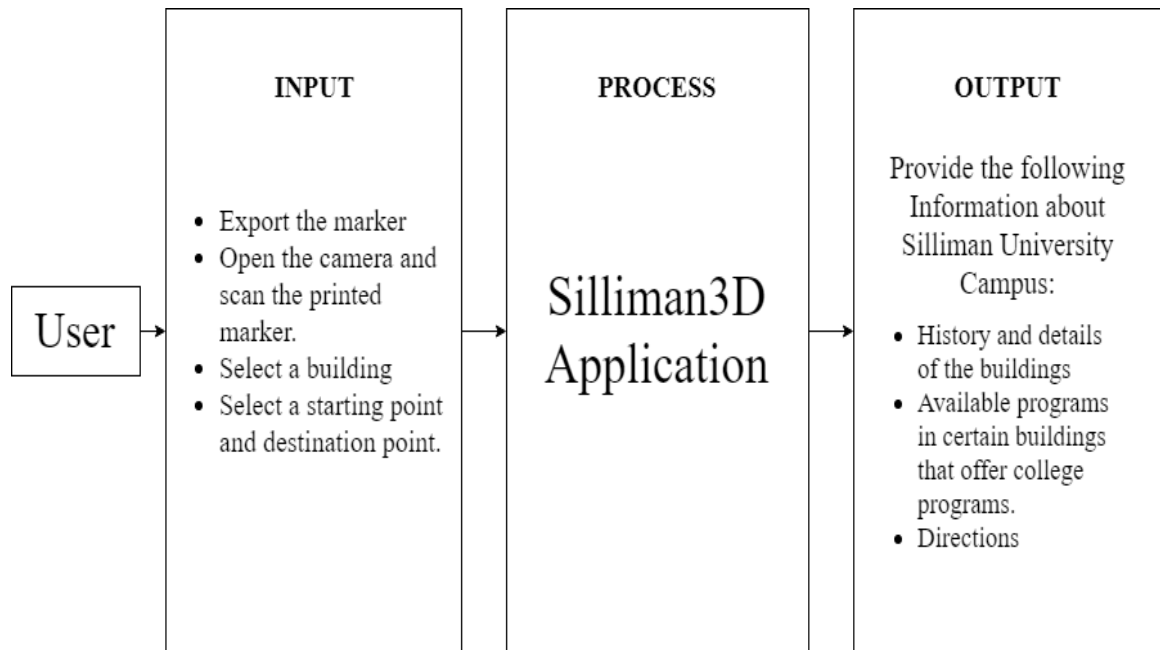 User
INPUT
• Export the marker
• Open the camera and
scan the printed
marker.
• Select a building
• Select a starting point
and destination point.
PROCESS
Silliman3D
Application
OUTPUT
Provide the following
Information about
Silliman University
Campus:
• History and details
of the buildings
• Available programs
in certain buildings
that offer college
programs.
• Directions